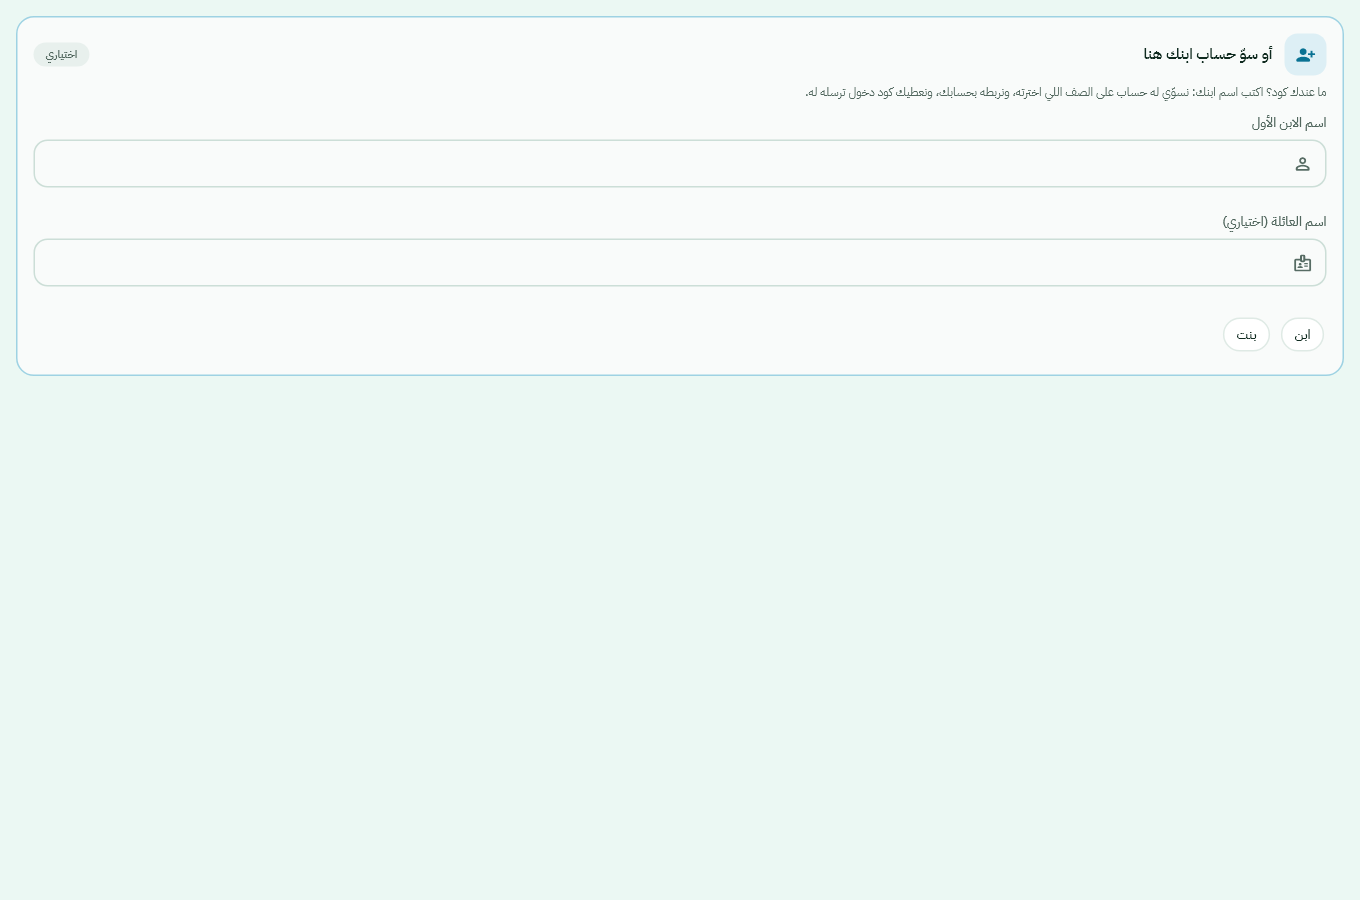 أو سوّ حساب ابنك هنا
اختياري
ما عندك كود؟ اكتب اسم ابنك: نسوّي له حساب على الصف اللي اخترته، ونربطه بحسابك، ونعطيك كود دخول ترسله له.
اسم الابن الأول
اسم العائلة (اختياري)
ابن
بنت